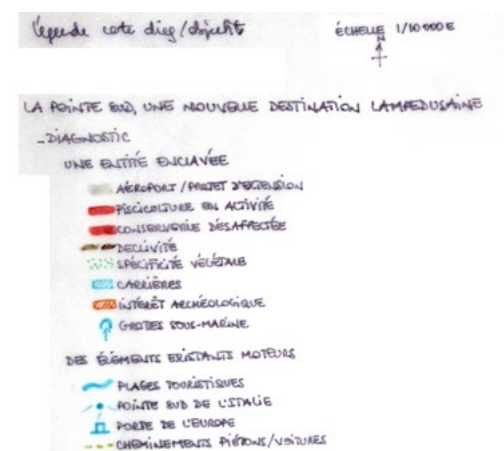 Légende carte diag/objectifs
ÉCHELLE 1/10 000E
N
LA POINTE SUD, UNE NOUVELLE DESTINATION LAMPEDUSAINE
-DIAGNOSTIC
UNE ENTITÉ ENCLAVÉE
AÉROPORT / PROJET D'EXTENSION
PISCICULTURE EN ACTIVITÉ
CONSERVERIE DÉSAFFECTÉE
DÉCLIVITÉ
SPÉCIFICITÉ VÉGÉTALE
CARRIÈRES
INTÉRÊT ARCHÉOLOGIQUE
GROTTES SOUS-MARINE
DES ÉLÉMENTS EXISTANTS MOTEURS
PLAGES TOURISTIQUES
POINTE SUD DE L'ITALIE
PORTE DE L'EUROPE
CHEMINEMENTS PIÉTONS/VOITURES